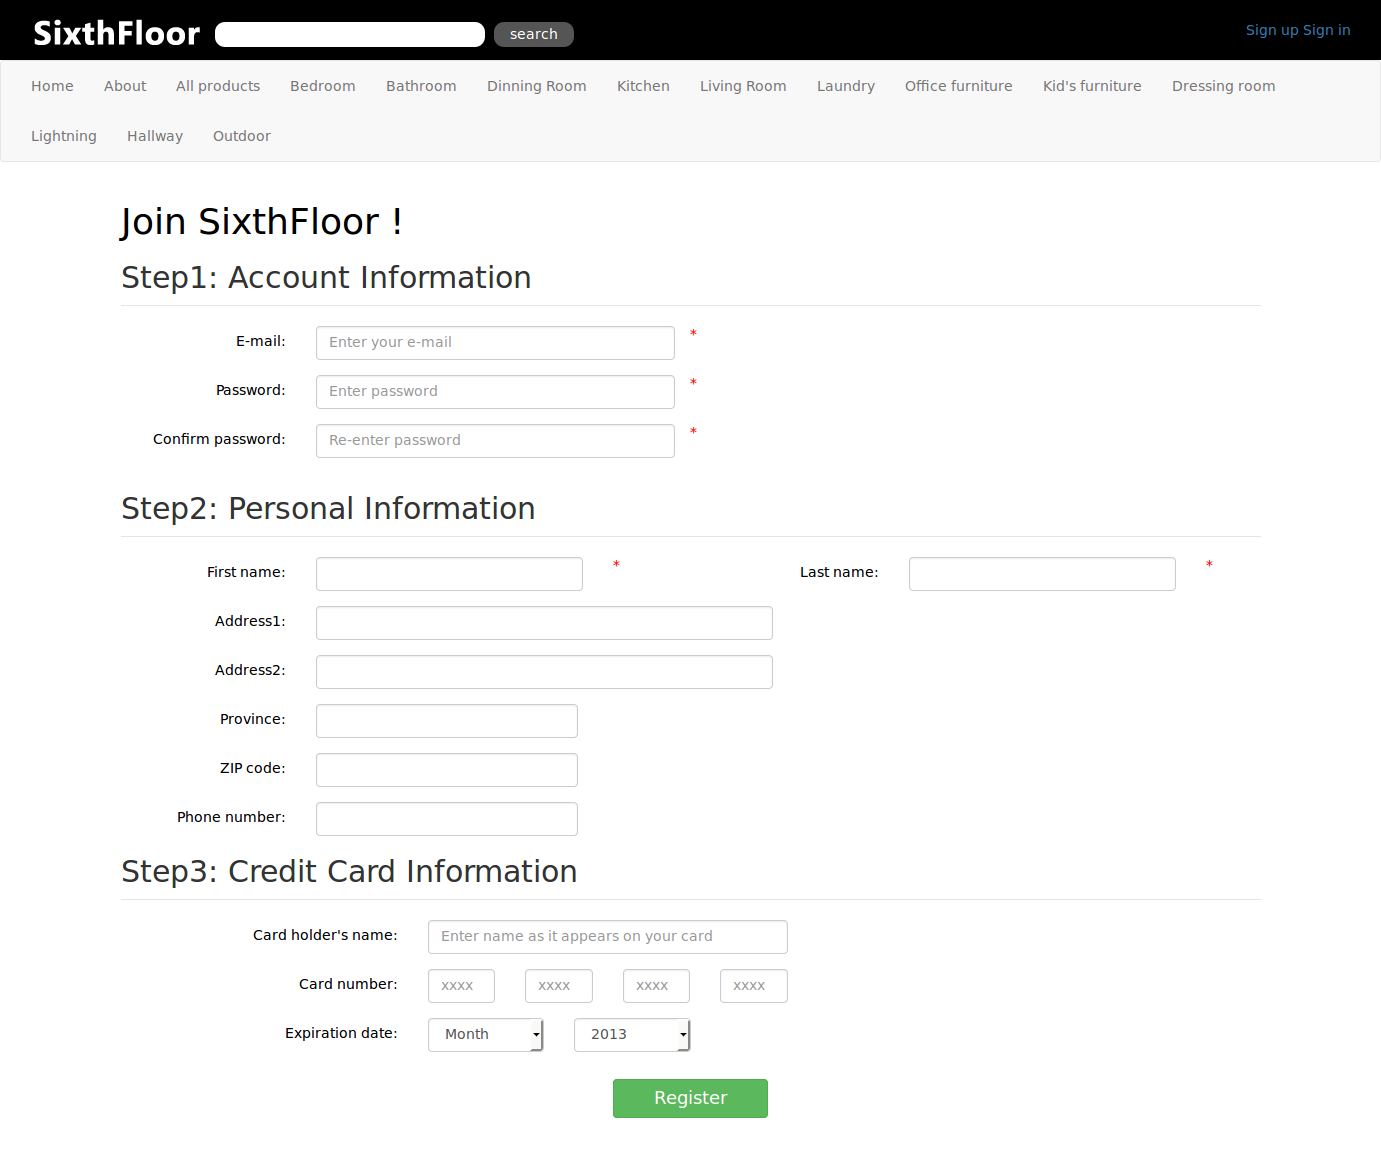 SixthFloor search Sign up Sign in
Home About All products Bedroom Bathroom Dinning Room Kitchen Living Room Laundry Office furniture Kid's furniture Dressing room
Lightning Hallway Outdoor
Join SixthFloor !
Step1: Account Information
E-mail: Enter your e-mail *
Password: Enter password *
Confirm password: Re-enter password *
Step2: Personal Information
First name: * Last name: *
Address1:
Address2:
Province:
ZIP code:
Phone number:
Step3: Credit Card Information
Card holder's name: Enter name as it appears on your card
Card number: xxxx xxxx xxxx xxxx
Expiration date: Month 2013
Register